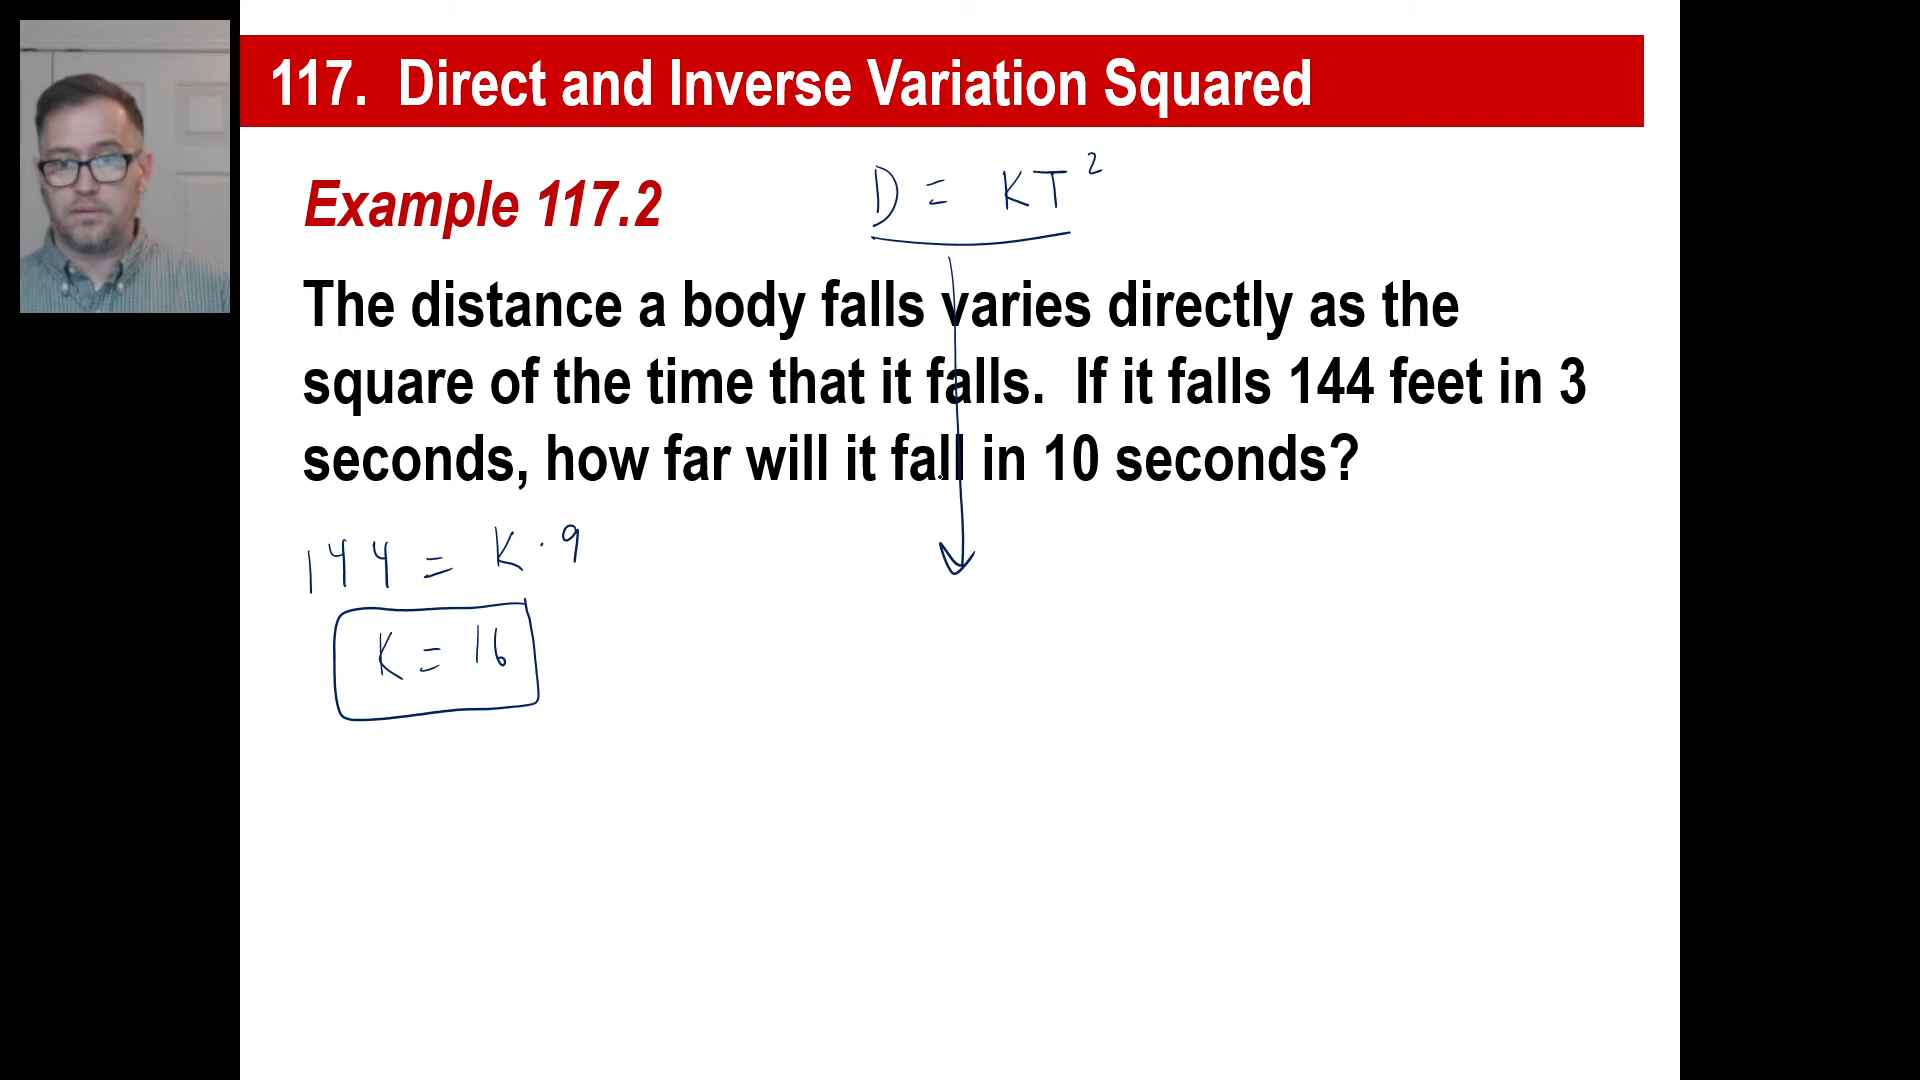 117. Direct and Inverse Variation Squared
Example 117.2
D = KT²
The distance a body falls varies directly as the
square of the time that it falls. If it falls 144 feet in 3
seconds, how far will it fall in 10 seconds?
144 = K · 9
K = 16